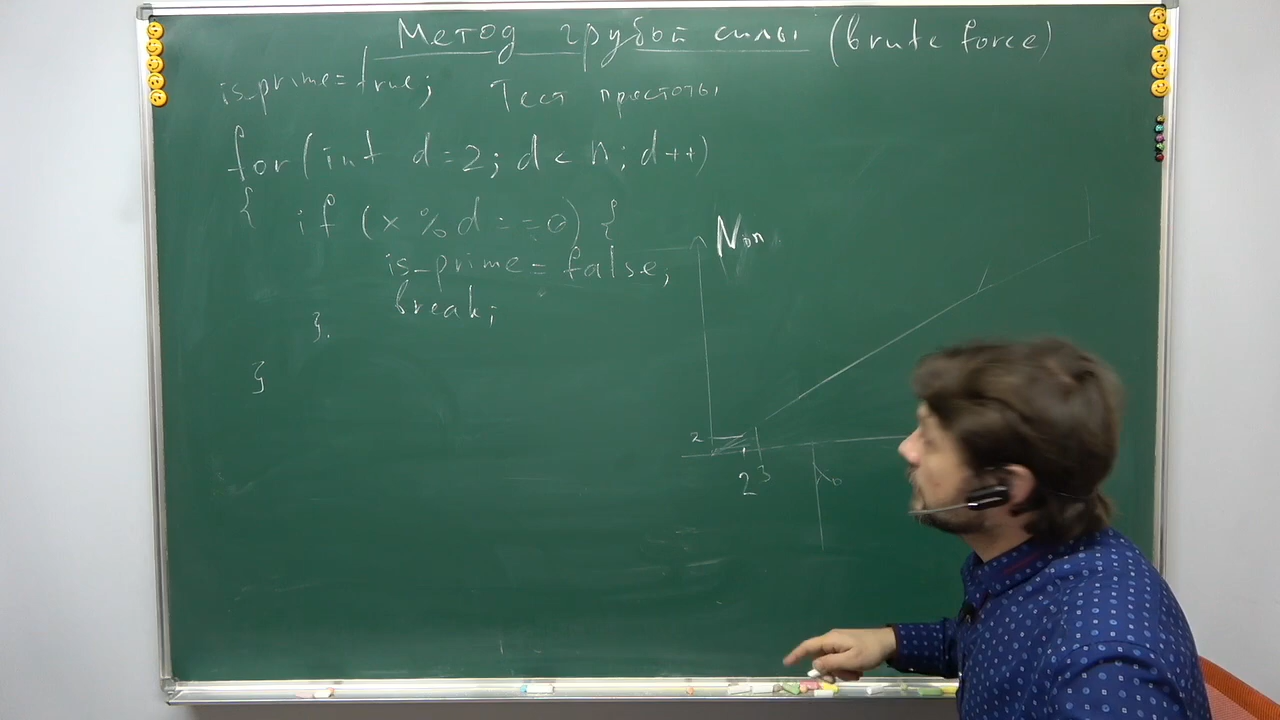 Метод грубой силы (brute force)
is_prime=true; Тест простоты
for(int d=2; d<n; d++)
{ if (x%d==0) {
is_prime=false;
break;
}.
}
Nоп
2
2 3